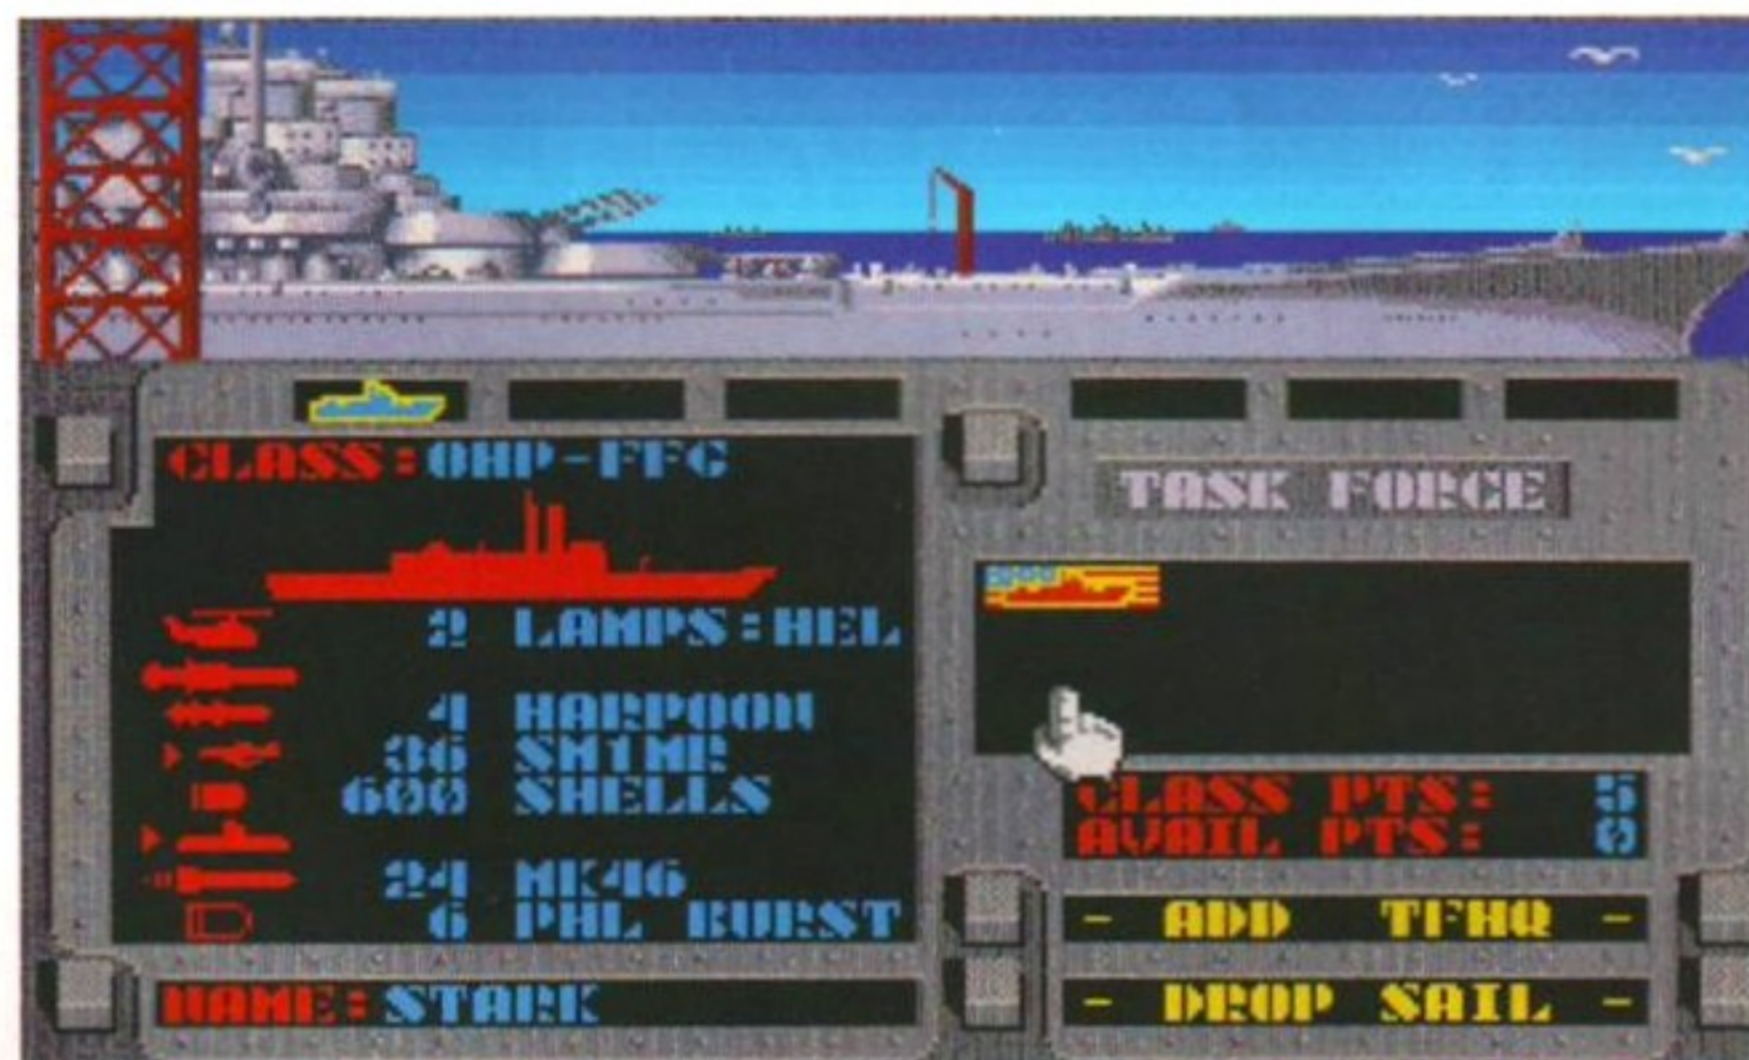 CLASS:OHP-FFG
2 LAMPS:HEL
4 HARPOON
36 SM1MR
600 SHELLS
24 MK46
6 PHL BURST
NAME:STARK
TASK FORCE
CLASS PTS: 5
AVAIL PTS: 0
- ADD TFHQ -
- DROP SAIL -